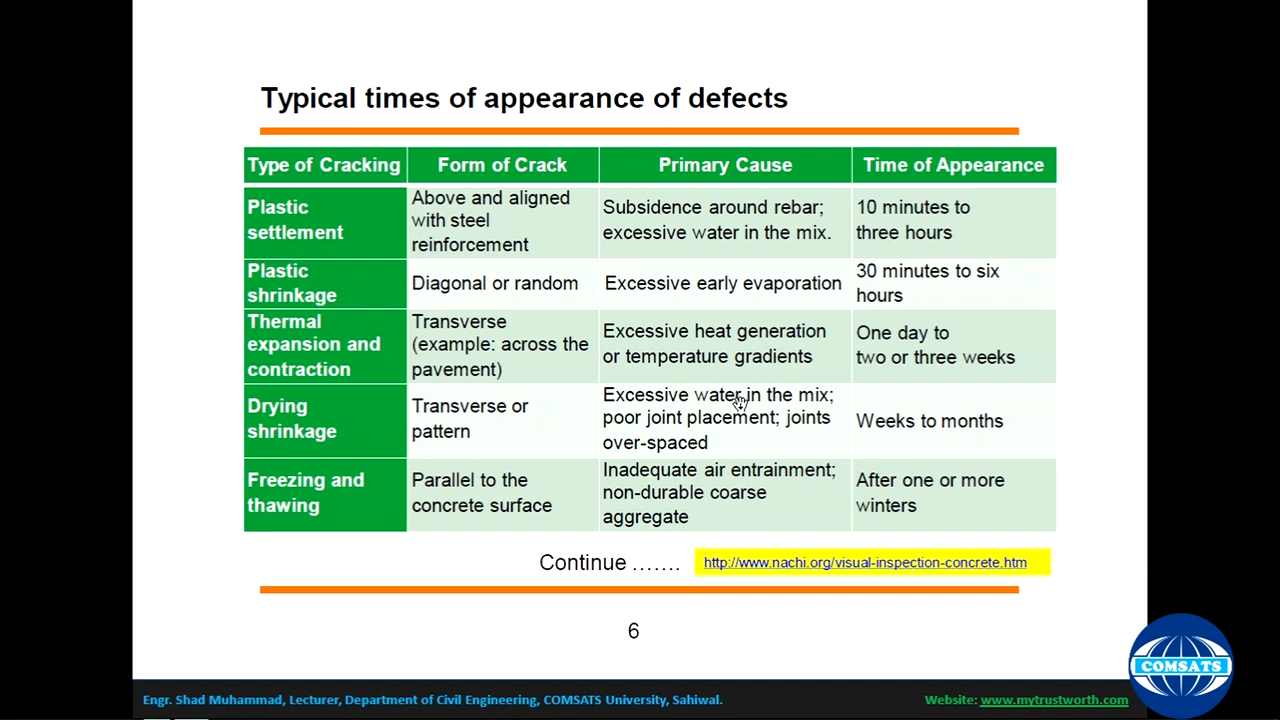 Typical times of appearance of defects
Type of Cracking
Form of Crack
Primary Cause
Time of Appearance
Plastic
settlement
Above and aligned
with steel
reinforcement
Subsidence around rebar;
excessive water in the mix.
10 minutes to
three hours
Plastic
shrinkage
Diagonal or random
Excessive early evaporation
30 minutes to six
hours
Thermal
expansion and
contraction
Transverse
(example: across the
pavement)
Excessive heat generation
or temperature gradients
One day to
two or three weeks
Drying
shrinkage
Transverse or
pattern
Excessive water in the mix;
poor joint placement; joints
over-spaced
Weeks to months
Freezing and
thawing
Parallel to the
concrete surface
Inadequate air entrainment;
non-durable coarse
aggregate
After one or more
winters
Continue .......
http://www.nachi.org/visual-inspection-concrete.htm
6
COMSATS
Engr. Shad Muhammad, Lecturer, Department of Civil Engineering, COMSATS University, Sahiwal.
Website: www.mytrustworth.com